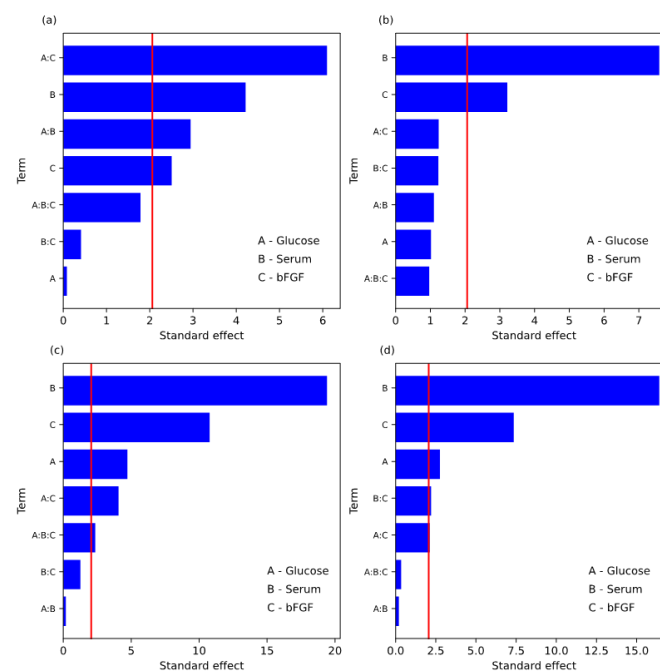 (a)
A:C
B
A:B
C
A:B:C
B:C
A
Term
A - Glucose
B - Serum
C - bFGF
0 1 2 3 4 5 6
Standard effect
(b)
B
C
A:C
B:C
A:B
A
A:B:C
Term
A - Glucose
B - Serum
C - bFGF
0 1 2 3 4 5 6 7
Standard effect
(c)
B
C
A
A:C
A:B:C
B:C
A:B
Term
A - Glucose
B - Serum
C - bFGF
0 5 10 15 20
Standard effect
(d)
B
C
A
B:C
A:C
A:B:C
A:B
Term
A - Glucose
B - Serum
C - bFGF
0.0 2.5 5.0 7.5 10.0 12.5 15.0
Standard effect